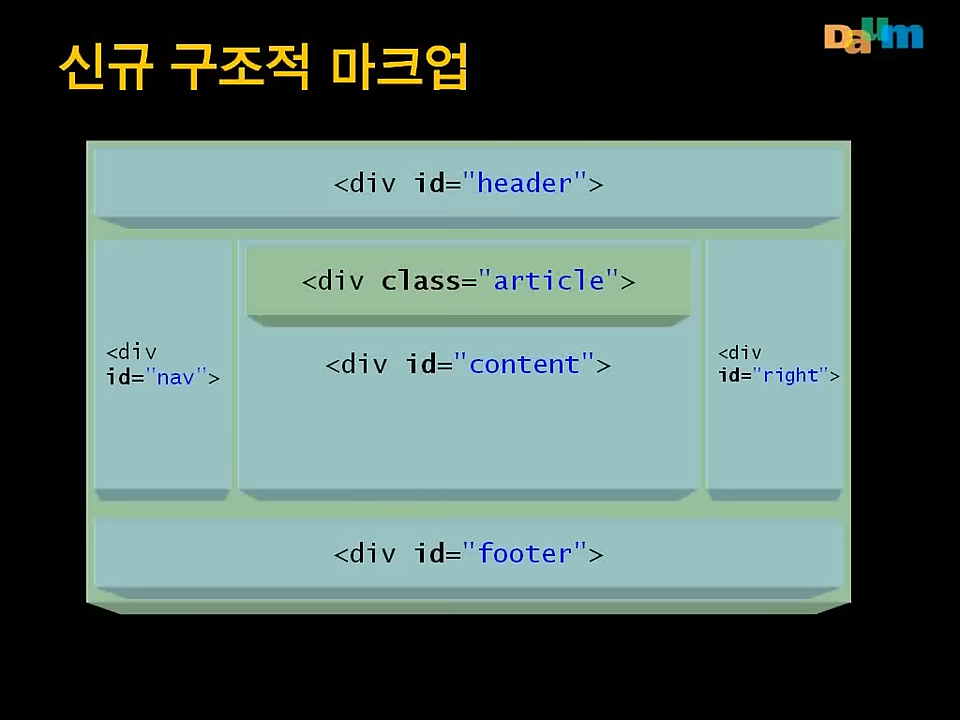 신규 구조적 마크업
Daum
<div id="header">
<div class="article">
<div
id="nav">
<div id="content">
<div
id="right">
<div id="footer">